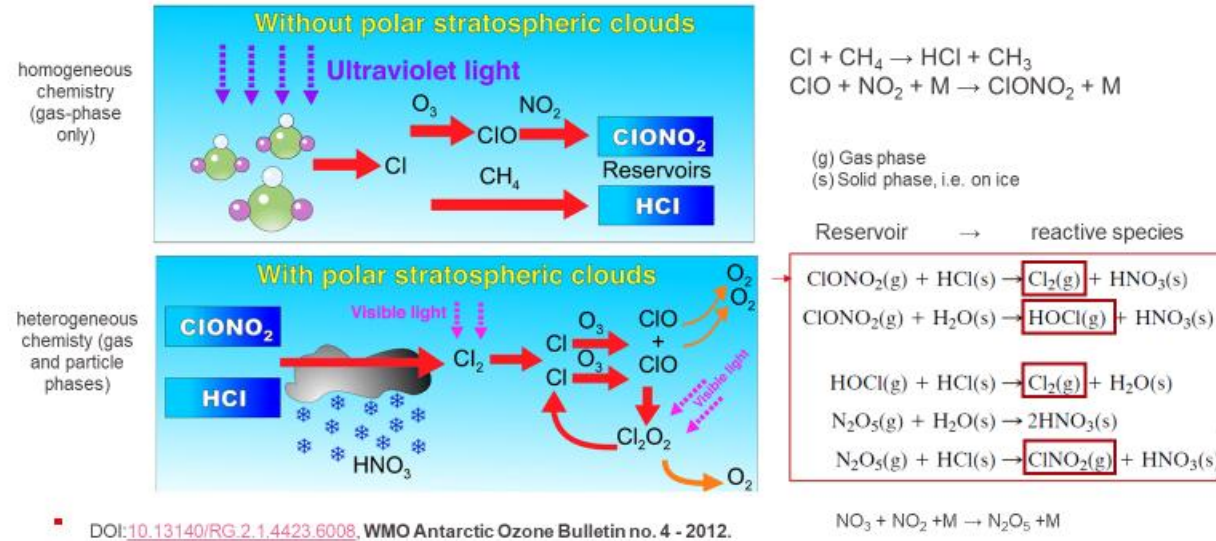 Without polar stratospheric clouds
homogeneous
chemistry
(gas-phase
only)
Ultraviolet light
O₃
NO₂
ClO
ClONO₂
Cl
Reservoirs
CH₄
HCl
Cl + CH₄ → HCl + CH₃
ClO + NO₂ + M → ClONO₂ + M
(g) Gas phase
(s) Solid phase, i.e. on ice
Reservoir → reactive species
With polar stratospheric clouds
heterogeneous
chemisty (gas
and particle
phases)
ClONO₂
HCl
Visible light
HNO₃
Cl₂
O₃
Cl
O₃
Cl
ClO
+
ClO
O₂
O₂
Visible light
Cl₂O₂
O₂
ClONO₂(g) + HCl(s) → Cl₂(g) + HNO₃(s)
ClONO₂(g) + H₂O(s) → HOCl(g) + HNO₃(s)
HOCl(g) + HCl(s) → Cl₂(g) + H₂O(s)
N₂O₅(g) + H₂O(s) → 2HNO₃(s)
N₂O₅(g) + HCl(s) → ClNO₂(g) + HNO₃(s)
NO₃ + NO₂ +M → N₂O₅ +M
DOI:10.13140/RG.2.1.4423.6008, WMO Antarctic Ozone Bulletin no. 4 - 2012.